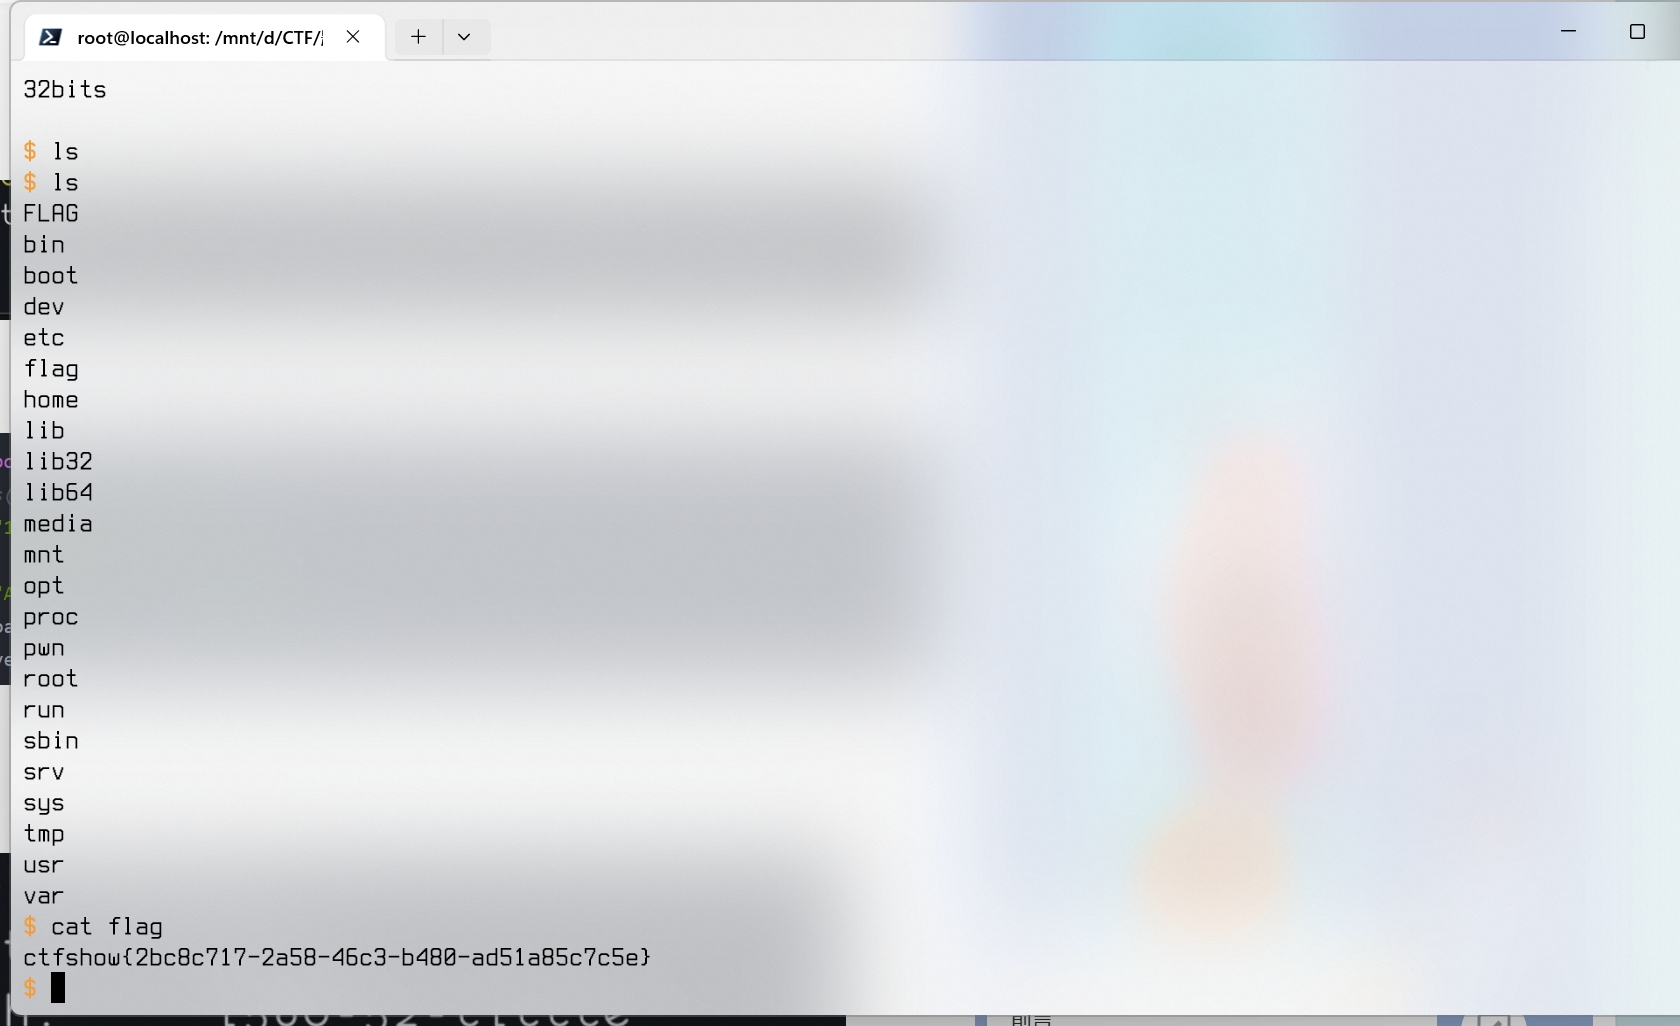 root@localhost: /mnt/d/CTF/
32bits
$ ls
$ ls
FLAG
bin
boot
dev
etc
flag
home
lib
lib32
lib64
media
mnt
opt
proc
pwn
root
run
sbin
srv
sys
tmp
usr
var
$ cat flag
ctfshow{2bc8c717-2a58-46c3-b480-ad51a85c7c5e}
$